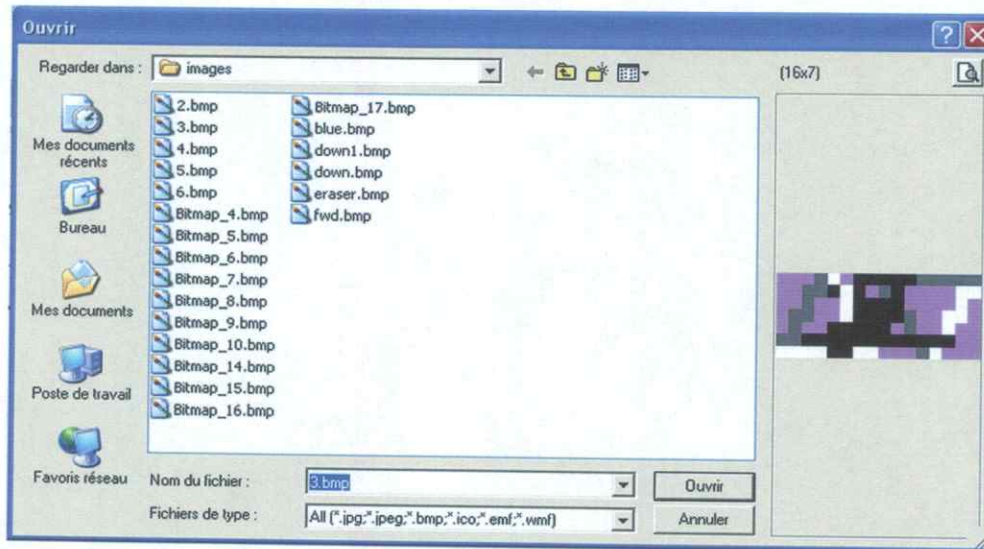 Ouvrir
Regarder dans :
images
(16x7)
Mes documents
récents
Bureau
Mes documents
Poste de travail
Favoris réseau
2.bmp
3.bmp
4.bmp
5.bmp
6.bmp
Bitmap_4.bmp
Bitmap_5.bmp
Bitmap_6.bmp
Bitmap_7.bmp
Bitmap_8.bmp
Bitmap_9.bmp
Bitmap_10.bmp
Bitmap_14.bmp
Bitmap_15.bmp
Bitmap_16.bmp
Bitmap_17.bmp
blue.bmp
down1.bmp
down.bmp
eraser.bmp
fwd.bmp
Nom du fichier :
3.bmp
Ouvrir
Fichiers de type :
All (*.jpg;*.jpeg;*.bmp;*.ico;*.emf;*.wmf)
Annuler